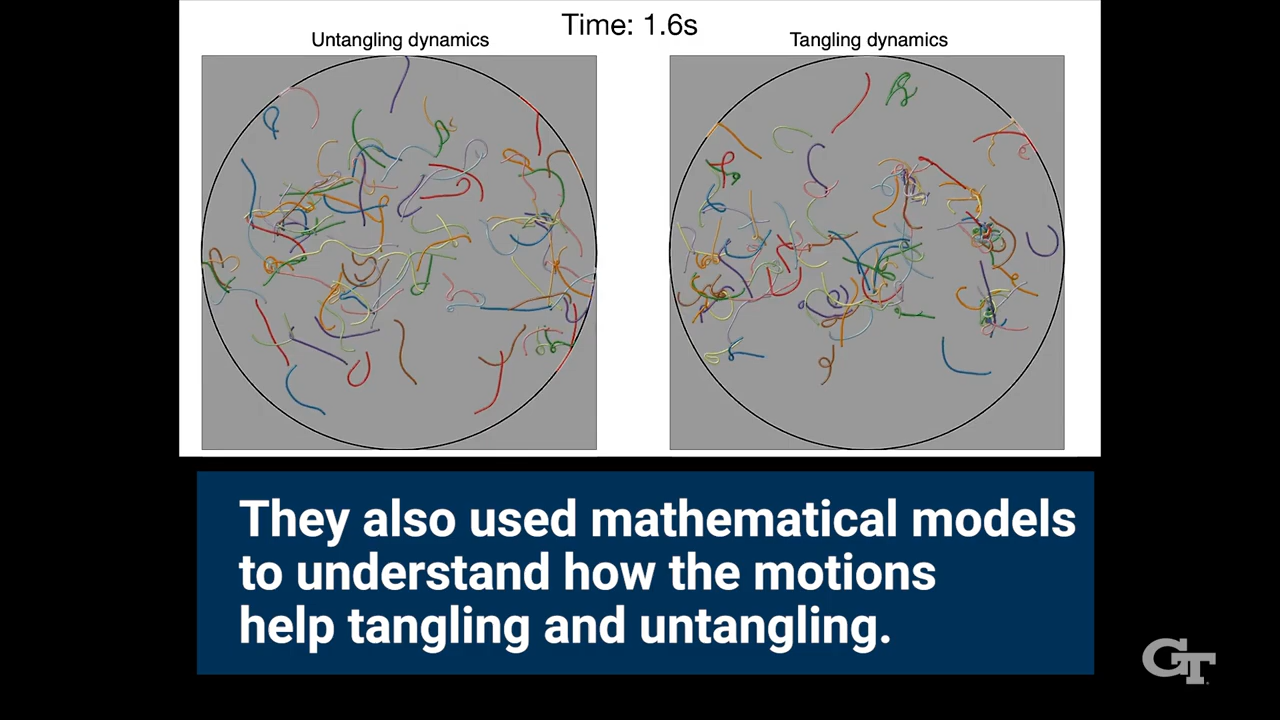 Time: 1.6s
Untangling dynamics
Tangling dynamics
They also used mathematical models
to understand how the motions
help tangling and untangling.
GT